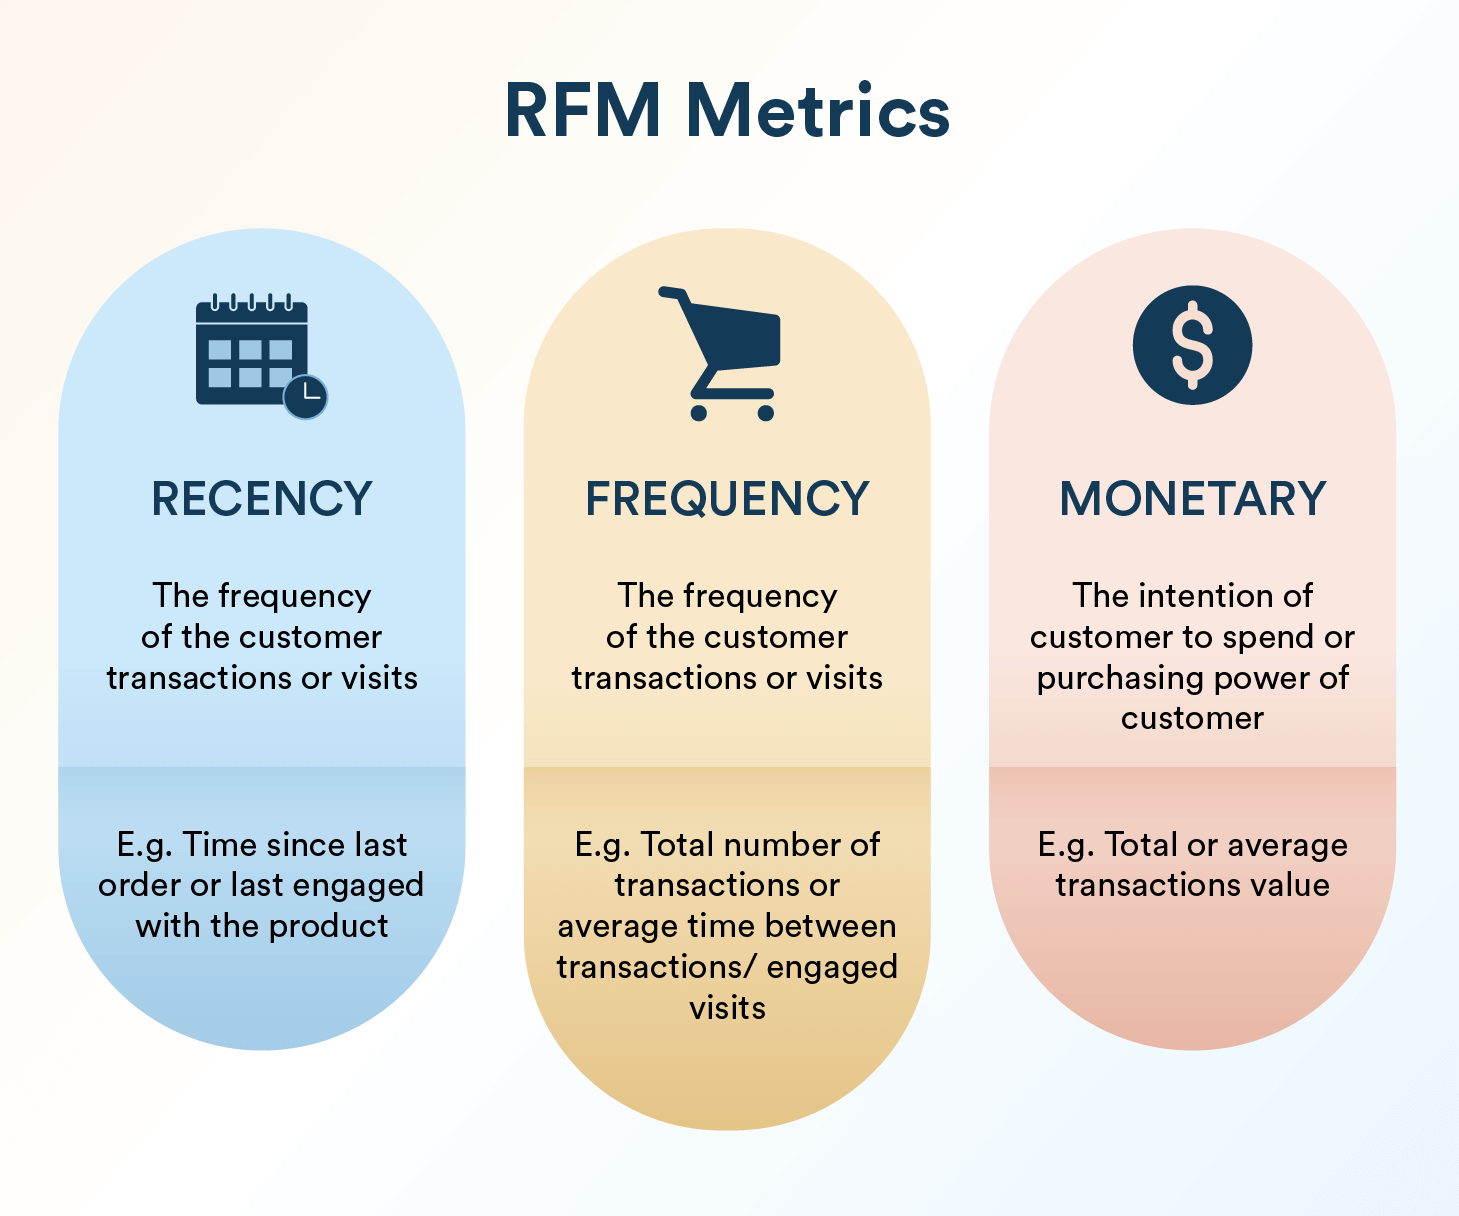 RFM Metrics
RECENCY
The frequency
of the customer
transactions or visits
E.g. Time since last
order or last engaged
with the product
FREQUENCY
The frequency
of the customer
transactions or visits
E.g. Total number of
transactions or
average time between
transactions/ engaged
visits
MONETARY
The intention of
customer to spend or
purchasing power of
customer
E.g. Total or average
transactions value